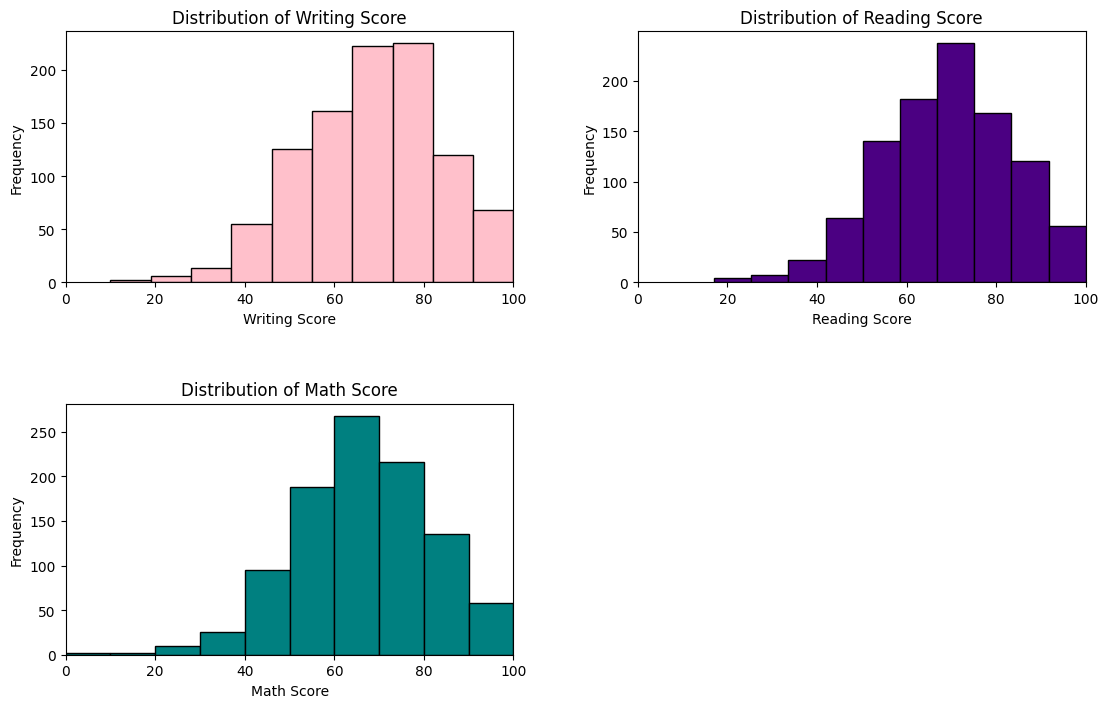 Distribution of Writing Score
200
150
100
50
0
Frequency
0 20 40 60 80 100
Writing Score
Distribution of Reading Score
200
150
100
50
0
Frequency
0 20 40 60 80 100
Reading Score
Distribution of Math Score
250
200
150
100
50
0
Frequency
0 20 40 60 80 100
Math Score